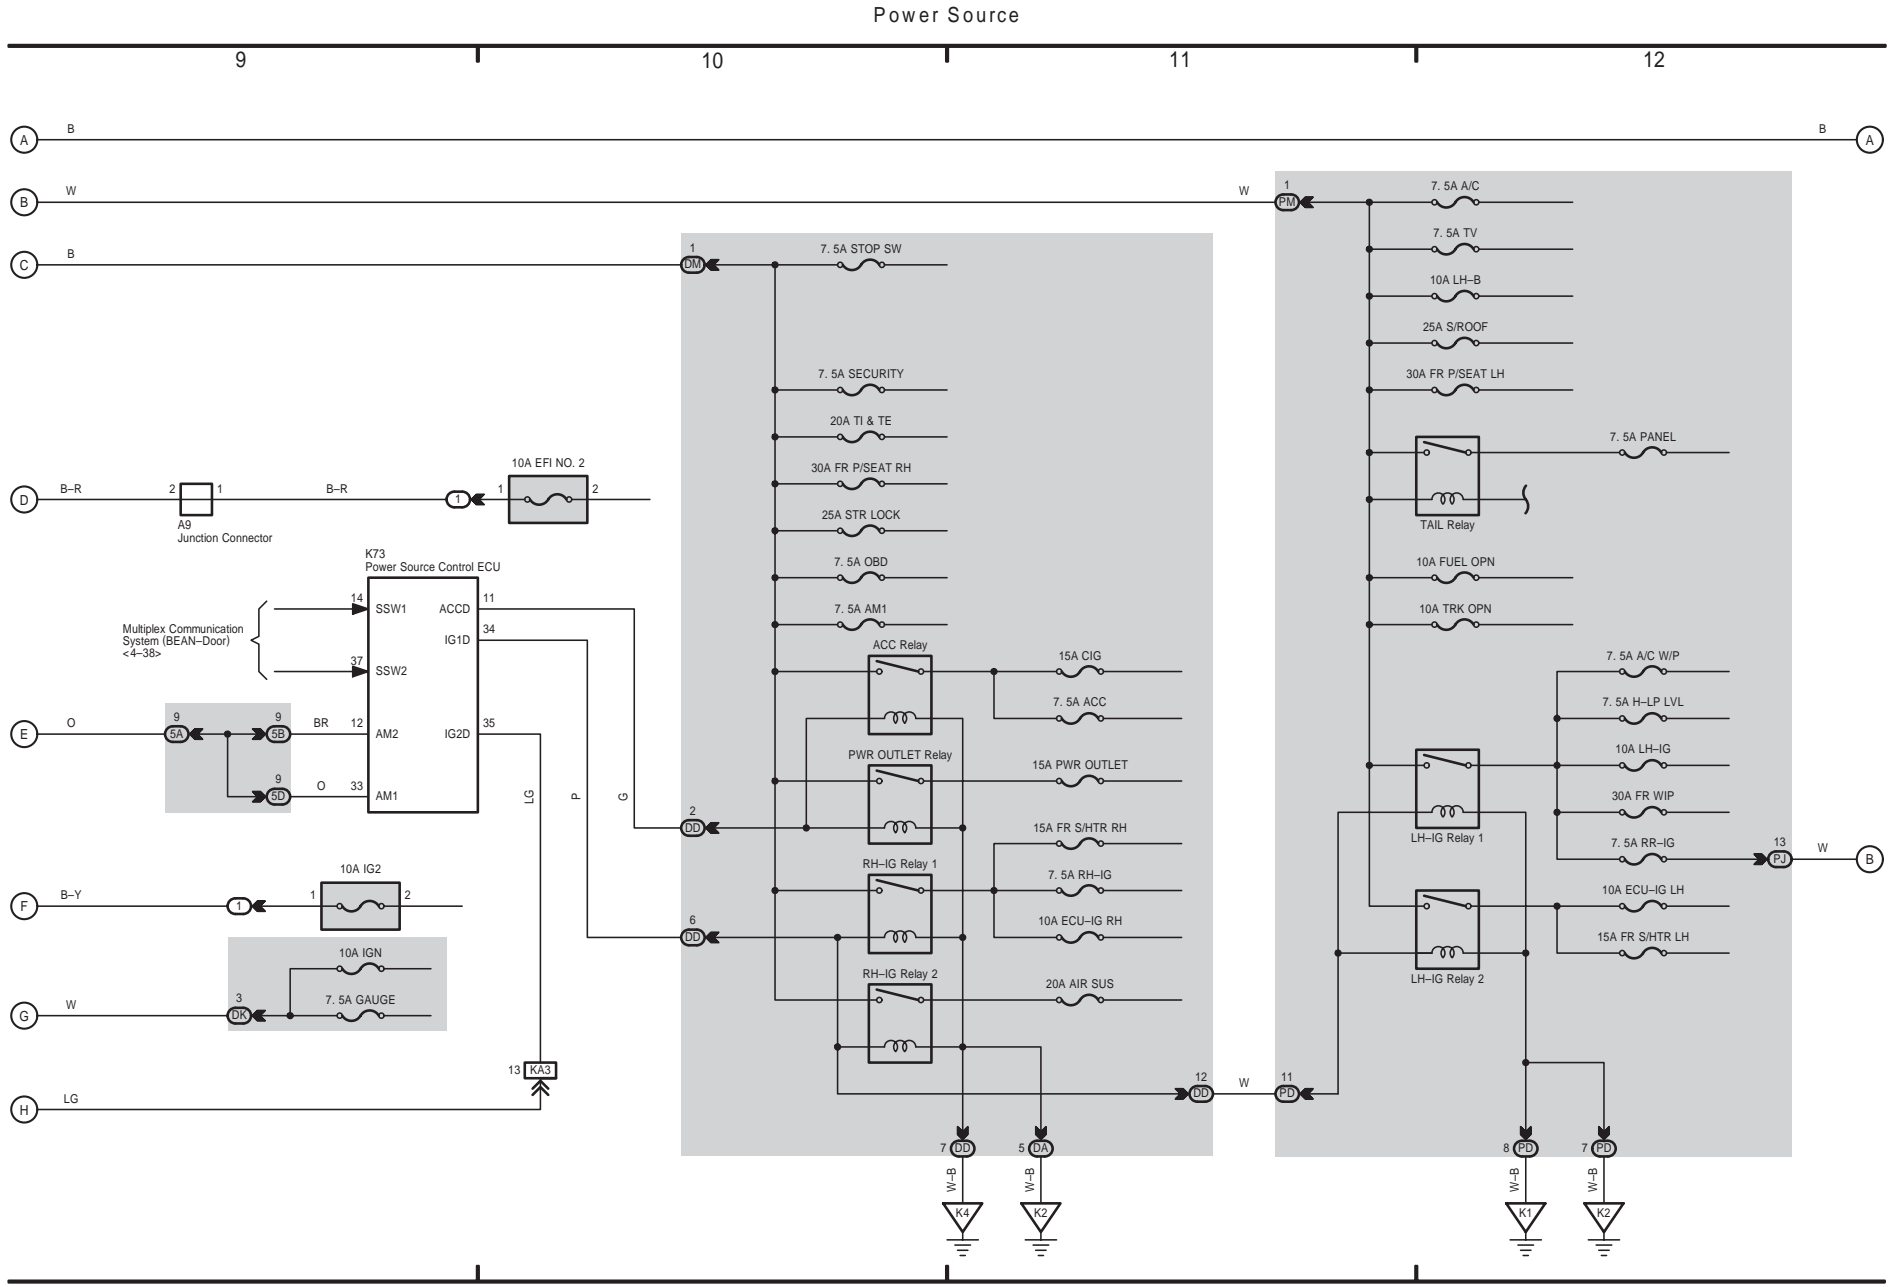 Power Source
9
10
11
12
A
B
B
A
B
W
W
1
PM
7. 5A A/C
7. 5A TV
10A LH–B
25A S/ROOF
30A FR P/SEAT LH
7. 5A PANEL
TAIL Relay
10A FUEL OPN
10A TRK OPN
7. 5A A/C W/P
7. 5A H–LP LVL
10A LH–IG
30A FR WIP
LH–IG Relay 1
7. 5A RR–IG
13
PJ
W
B
10A ECU–IG LH
15A FR S/HTR LH
LH–IG Relay 2
C
B
1
DM
7. 5A STOP SW
7. 5A SECURITY
20A TI & TE
30A FR P/SEAT RH
25A STR LOCK
7. 5A OBD
7. 5A AM1
ACC Relay
15A CIG
7. 5A ACC
PWR OUTLET Relay
15A PWR OUTLET
2
DD
15A FR S/HTR RH
RH–IG Relay 1
7. 5A RH–IG
10A ECU–IG RH
6
DD
RH–IG Relay 2
20A AIR SUS
12
DD
W
11
PD
D
B–R
2
1
A9
Junction Connector
B–R
1
10A EFI NO. 2
1
2
K73
Power Source Control ECU
14
SSW1
ACCD
11
IG1D
34
Multiplex Communication
System (BEAN–Door)
<4–38>
37
SSW2
E
O
9
5A
9
5B
BR
12
AM2
IG2D
35
9
5D
O
33
AM1
LG
P
G
F
B–Y
1
10A IG2
1
2
G
W
3
DK
10A IGN
7. 5A GAUGE
H
LG
13
KA3
7
DD
5
DA
8
PD
7
PD
W–B
W–B
W–B
W–B
K4
K2
K1
K2